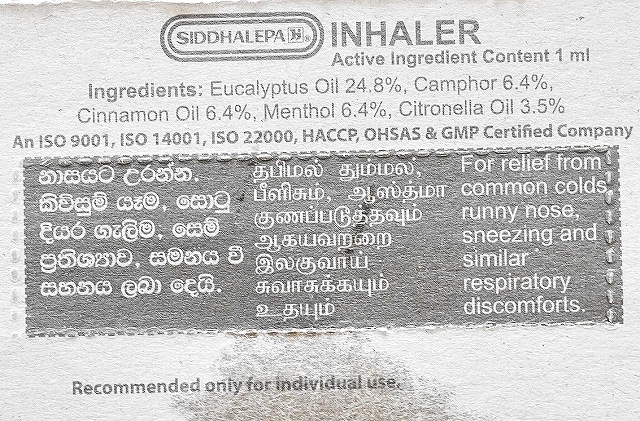 SIDDHALEPA ® INHALER
Active Ingredient Content 1 ml
Ingredients: Eucalyptus Oil 24.8%, Camphor 6.4%,
Cinnamon Oil 6.4%, Menthol 6.4%, Citronella Oil 3.5%
An ISO 9001, ISO 14001, ISO 22000, HACCP, OHSAS & GMP Certified Company
නාසයට උරන්න.
කිවිසුම් යෑම, සොටු
දියර ගැලිම, සෙම්
ප්‍රතිශ්‍යාව, සමනය වී
සහනය ලබා දෙයි.
தபிமல் தும்மல்,
பீளிசும், ஆஸ்தமா
குணப்படுத்தவும்
ஆகயவற்றை
இலகுவாய்
சுவாசுக்கயும்
உதயும்
For relief from
common colds,
runny nose,
sneezing and
similar
respiratory
discomforts.
Recommended only for individual use.